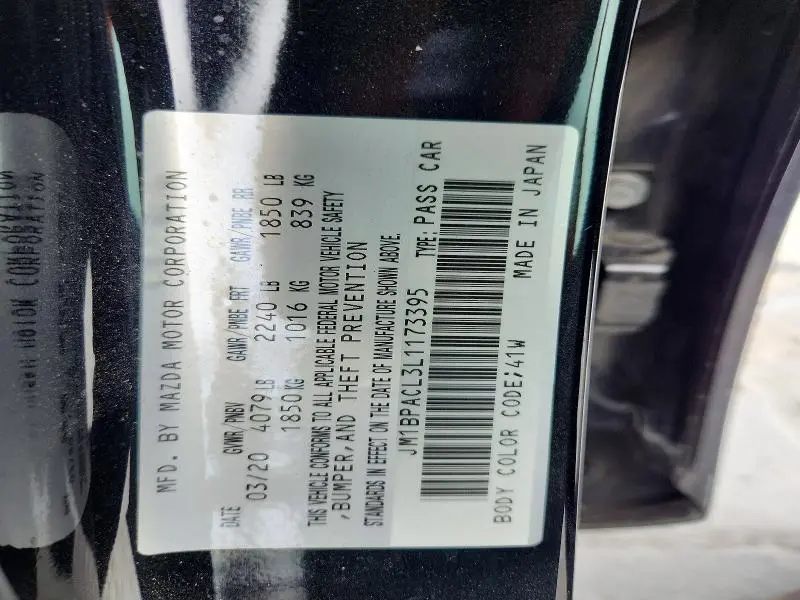 MFD. BY MAZDA MOTOR CORPORATION
DATE GVWR/PNBV GAWR/PNBE FRT GAWR/PNBE RR
03/20 4079LB 2240 LB 1850 LB
1850KG 1016 KG 839 KG
THIS VEHICLE CONFORMS TO ALL APPLICABLE FEDERAL MOTOR VEHICLE SAFETY
,BUMPER,AND THEFT PREVENTION
STANDARDS IN EFFECT ON THE DATE OF MANUFACTURE SHOWN ABOVE.
JM1BPACL3L1173395 TYPE: PASS CAR
BODY COLOR CODE;41W MADE IN JAPAN